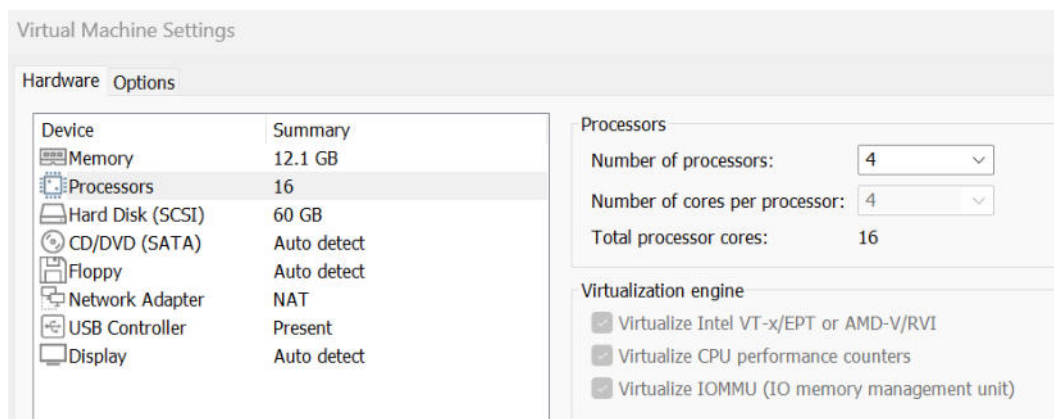 Virtual Machine Settings
Hardware Options
Device Summary
Memory 12.1 GB
Processors 16
Hard Disk (SCSI) 60 GB
CD/DVD (SATA) Auto detect
Floppy Auto detect
Network Adapter NAT
USB Controller Present
Display Auto detect
Processors
Number of processors: 4
Number of cores per processor: 4
Total processor cores: 16
Virtualization engine
Virtualize Intel VT-x/EPT or AMD-V/RVI
Virtualize CPU performance counters
Virtualize IOMMU (IO memory management unit)